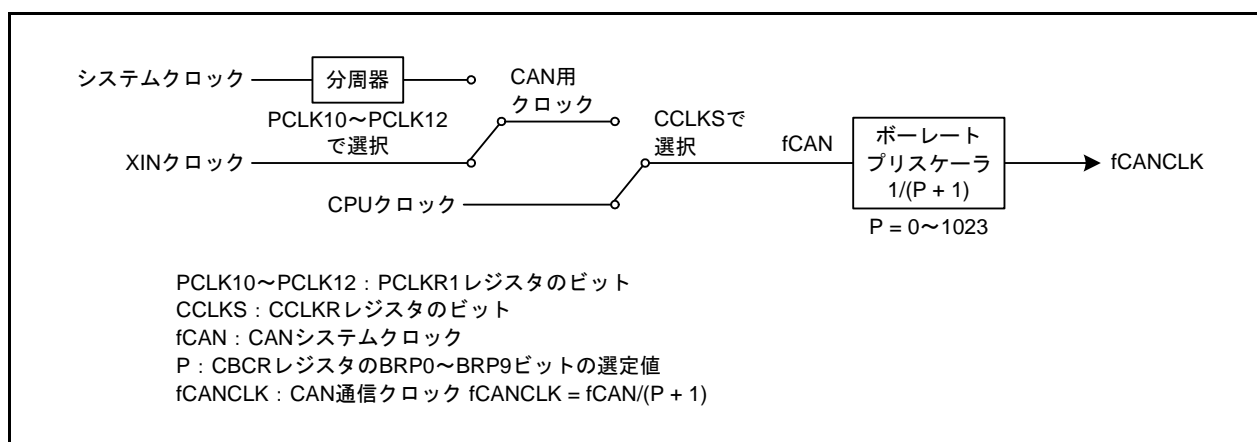 システムクロック
分周器
PCLK10～PCLK12
で選択
CAN用
クロック
XINクロック
CPUクロック
CCLKSで
選択
fCAN
ボーレート
プリスケーラ
1/(P + 1)
fCANCLK
P = 0～1023
PCLK10～PCLK12：PCLKR1レジスタのビット
CCLKS：CCLKRレジスタのビット
fCAN：CANシステムクロック
P：CBCRレジスタのBRP0～BRP9ビットの選定値
fCANCLK：CAN通信クロック fCANCLK = fCAN/(P + 1)